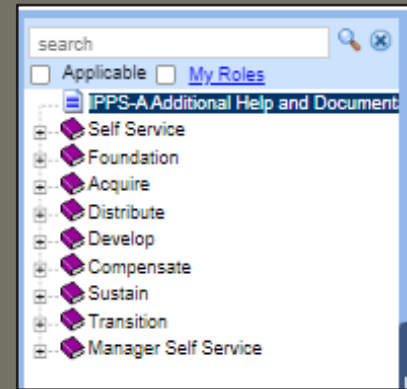 search
Applicable My Roles
IPPS-A Additional Help and Document
Self Service
Foundation
Acquire
Distribute
Develop
Compensate
Sustain
Transition
Manager Self Service